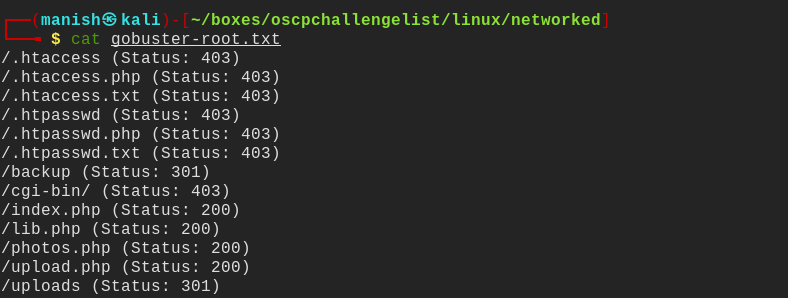 ┌──(manish㉿kali)-[~/boxes/oscpchallengelist/linux/networked]
└─╼ $ cat gobuster-root.txt
/.htaccess (Status: 403)
/.htaccess.php (Status: 403)
/.htaccess.txt (Status: 403)
/.htpasswd (Status: 403)
/.htpasswd.php (Status: 403)
/.htpasswd.txt (Status: 403)
/backup (Status: 301)
/cgi-bin/ (Status: 403)
/index.php (Status: 200)
/lib.php (Status: 200)
/photos.php (Status: 200)
/upload.php (Status: 200)
/uploads (Status: 301)